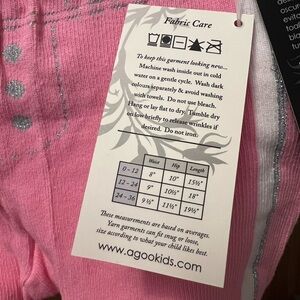 Fabric Care
To keep this garment looking new...
Machine wash inside out in cold
water on a gentle cycle. Wash dark
colours separately & avoid washing
with towels. Do not use bleach.
Hang or lay flat to dry. Tumble dry
on low briefly to release wrinkles if
desired. Do not iron.
Waist Hip Length
0 - 12 8" 10" 15½"
12 - 24 9" 10½" 18"
24 - 36 9½" 11½" 19½"
These measurements are based on averages.
Yarn garments can fit snug or loose,
size according to what your child likes best.
www.agookids.com